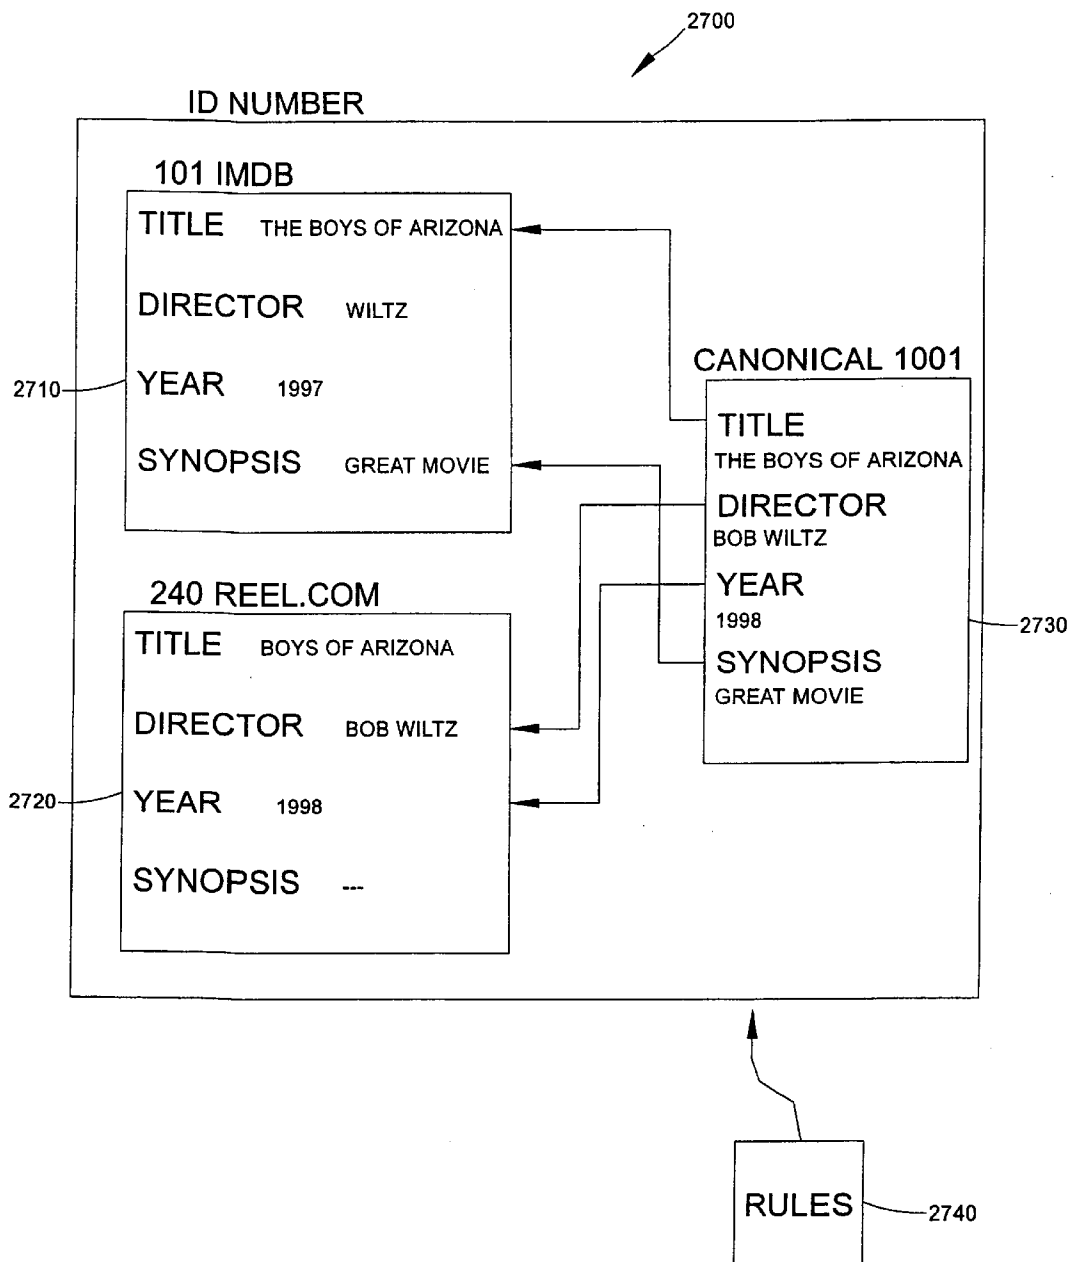 2700
ID NUMBER
101 IMDB
TITLE THE BOYS OF ARIZONA
DIRECTOR WILTZ
2710
YEAR 1997
SYNOPSIS GREAT MOVIE
CANONICAL 1001
TITLE
THE BOYS OF ARIZONA
DIRECTOR
BOB WILTZ
YEAR
1998
2730
SYNOPSIS
GREAT MOVIE
240 REEL.COM
TITLE BOYS OF ARIZONA
DIRECTOR BOB WILTZ
2720
YEAR 1998
SYNOPSIS ---
RULES
2740